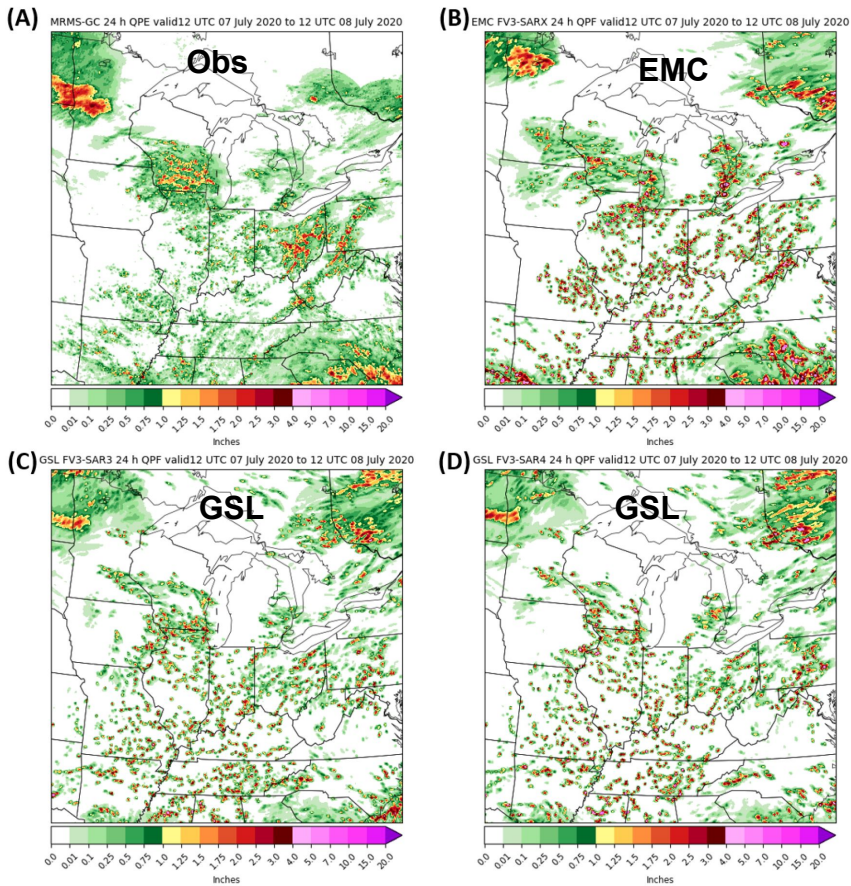 (A)
MRMS-GC 24 h QPE valid12 UTC 07 July 2020 to 12 UTC 08 July 2020
Obs
0.0 0.01 0.1 0.25 0.5 0.75 1.0 1.25 1.5 1.75 2.0 2.5 3.0 4.0 5.0 7.0 10.0 15.0 20.0
Inches
(B)
EMC FV3-SARX 24 h QPF valid12 UTC 07 July 2020 to 12 UTC 08 July 2020
EMC
0.0 0.01 0.1 0.25 0.5 0.75 1.0 1.25 1.5 1.75 2.0 2.5 3.0 4.0 5.0 7.0 10.0 15.0 20.0
Inches
(C)
GSL FV3-SAR3 24 h QPF valid12 UTC 07 July 2020 to 12 UTC 08 July 2020
GSL
0.0 0.01 0.1 0.25 0.5 0.75 1.0 1.25 1.5 1.75 2.0 2.5 3.0 4.0 5.0 7.0 10.0 15.0 20.0
Inches
(D)
GSL FV3-SAR4 24 h QPF valid12 UTC 07 July 2020 to 12 UTC 08 July 2020
GSL
0.0 0.01 0.1 0.25 0.5 0.75 1.0 1.25 1.5 1.75 2.0 2.5 3.0 4.0 5.0 7.0 10.0 15.0 20.0
Inches